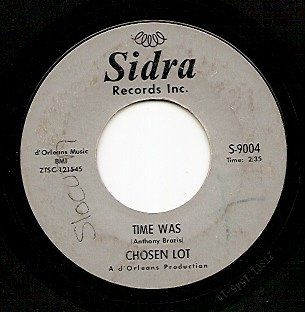 Sidra
Records Inc.
d'Orleans Music
BMI
ZTSC-121545
S-9004
Time: 2:35
Slocum
TIME WAS
(Anthony Brazis)
CHOSEN LOT
A d'Orleans Production